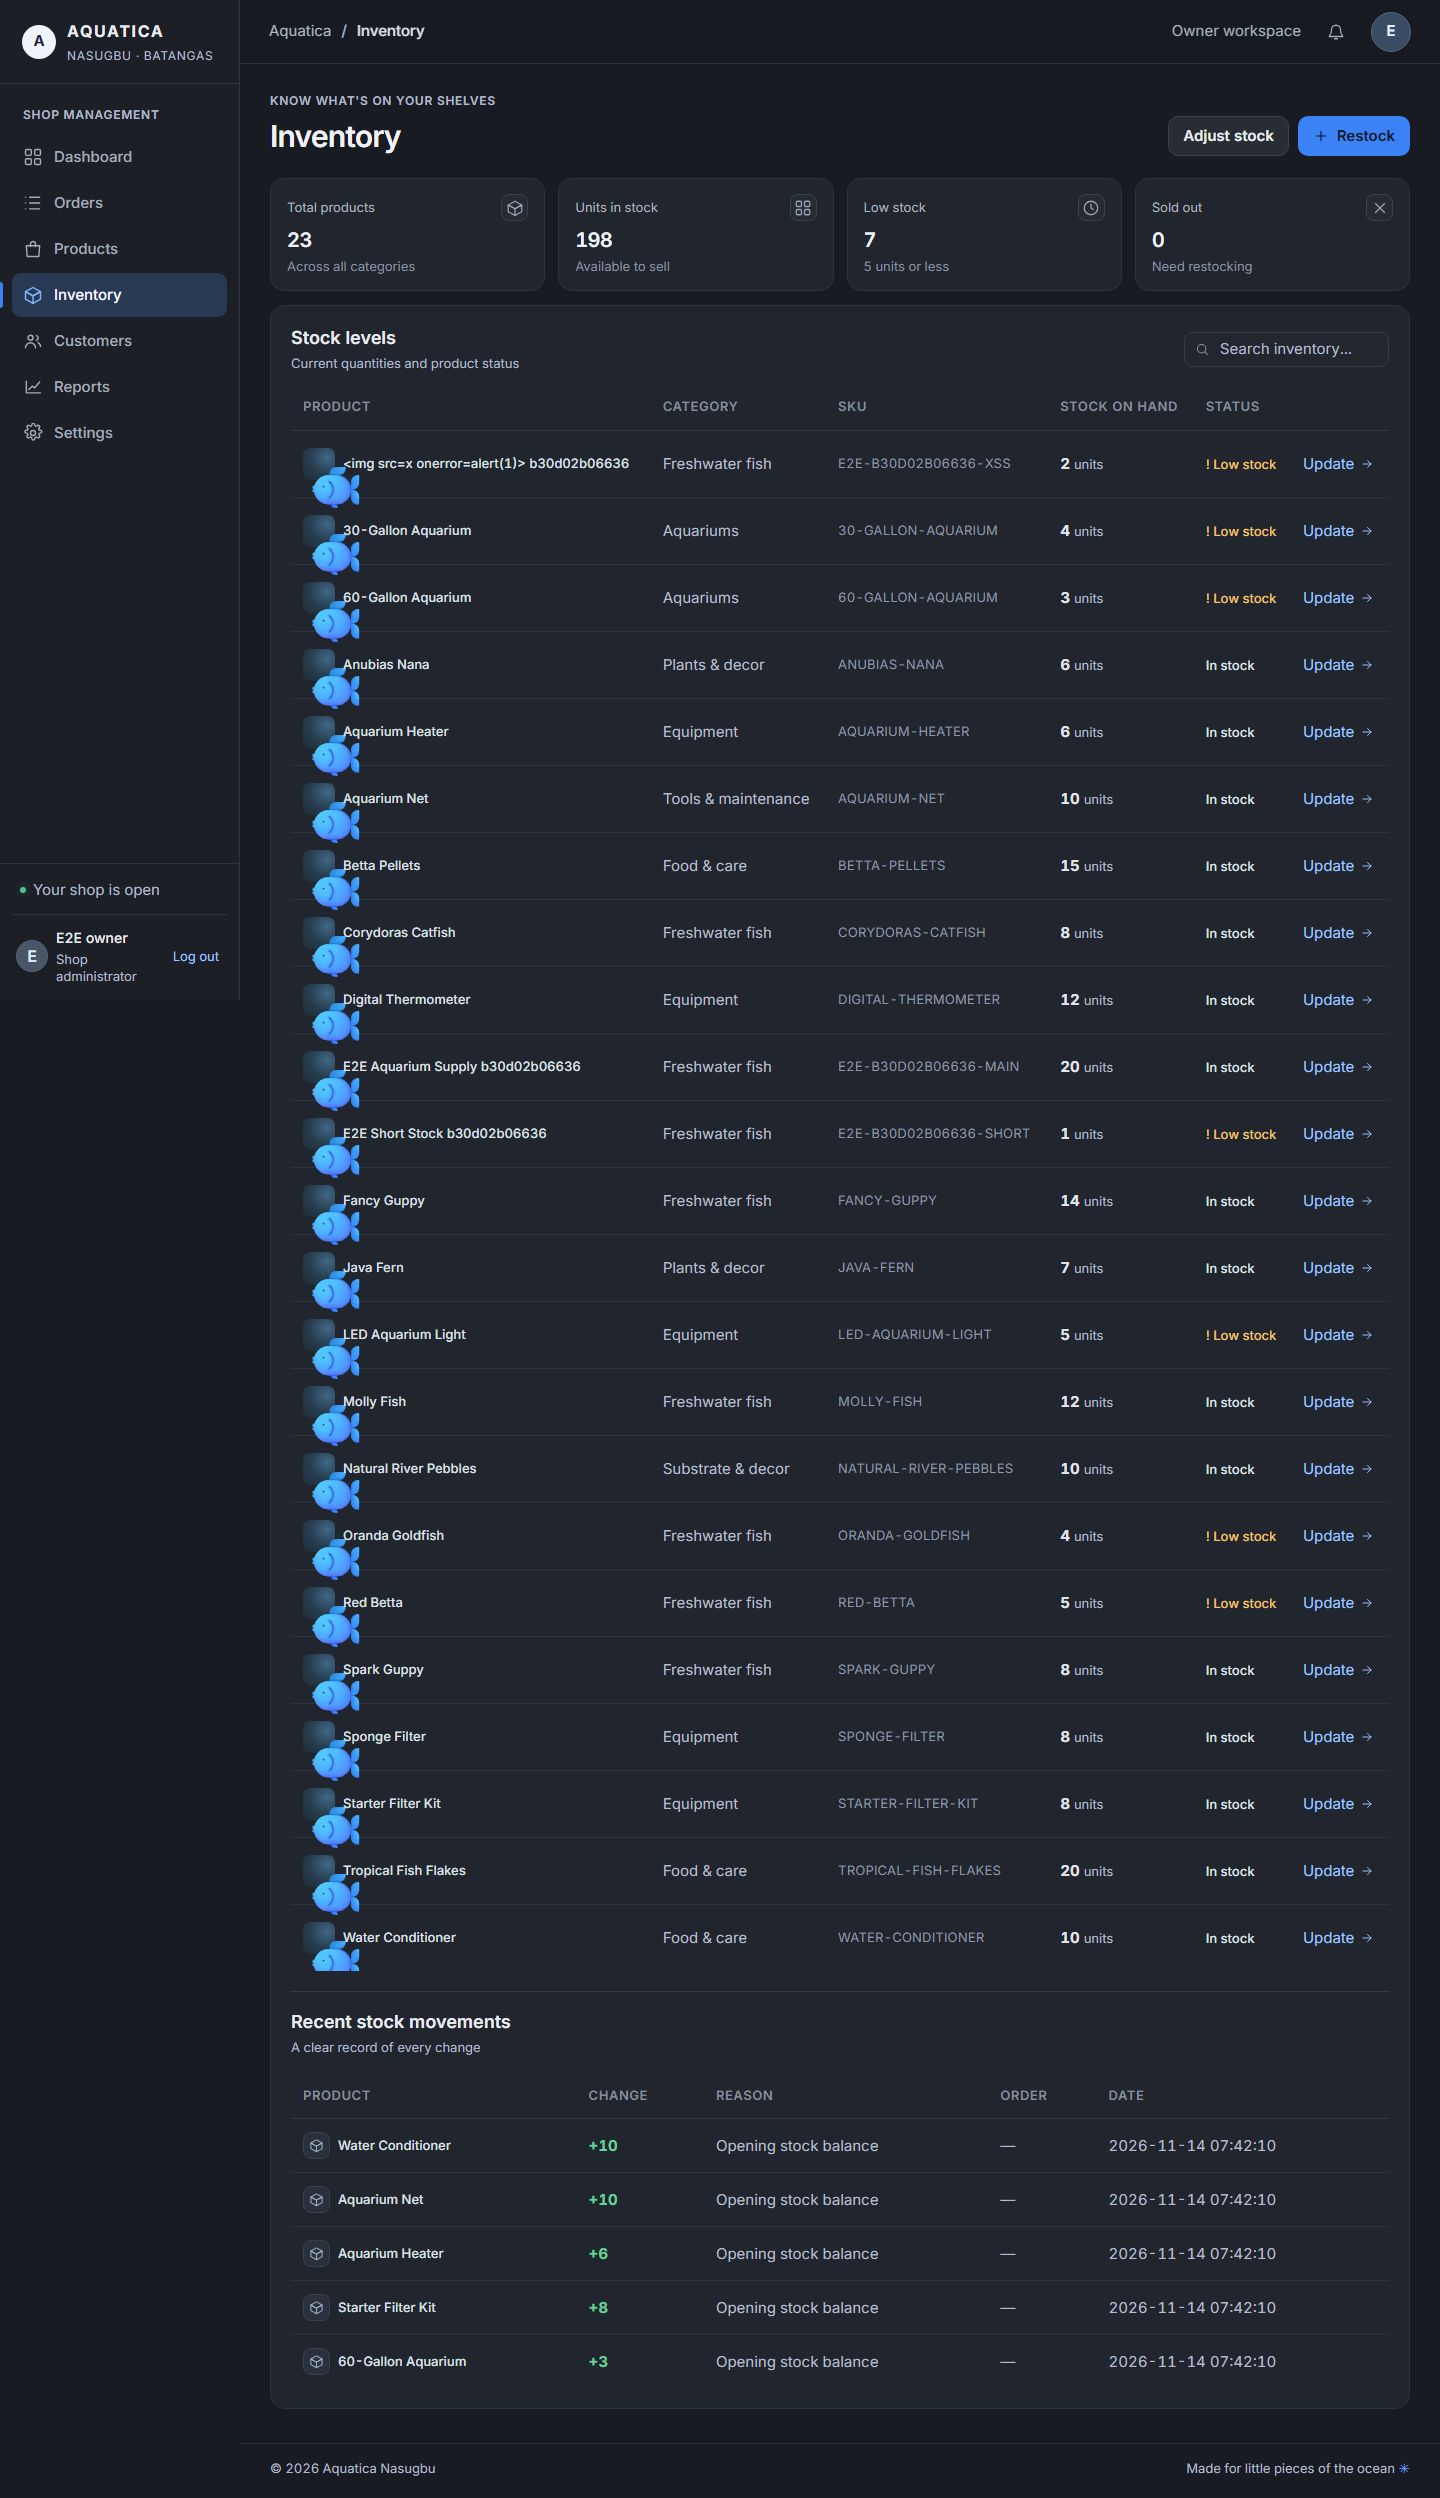 A
AQUATICA
NASUGBU · BATANGAS
Aquatica / Inventory
Owner workspace
E
SHOP MANAGEMENT
Dashboard
Orders
Products
Inventory
Customers
Reports
Settings
Your shop is open
E
E2E owner
Shop
administrator
Log out
KNOW WHAT'S ON YOUR SHELVES
Inventory
Adjust stock
+ Restock
Total products
23
Across all categories
Units in stock
198
Available to sell
Low stock
7
5 units or less
Sold out
0
Need restocking
Stock levels
Current quantities and product status
Search inventory...
PRODUCT CATEGORY SKU STOCK ON HAND STATUS
<img src=x onerror=alert(1)> b30d02b06636 Freshwater fish E2E-B30D02B06636-XSS 2 units ! Low stock Update →
30-Gallon Aquarium Aquariums 30-GALLON-AQUARIUM 4 units ! Low stock Update →
60-Gallon Aquarium Aquariums 60-GALLON-AQUARIUM 3 units ! Low stock Update →
Anubias Nana Plants & decor ANUBIAS-NANA 6 units In stock Update →
Aquarium Heater Equipment AQUARIUM-HEATER 6 units In stock Update →
Aquarium Net Tools & maintenance AQUARIUM-NET 10 units In stock Update →
Betta Pellets Food & care BETTA-PELLETS 15 units In stock Update →
Corydoras Catfish Freshwater fish CORYDORAS-CATFISH 8 units In stock Update →
Digital Thermometer Equipment DIGITAL-THERMOMETER 12 units In stock Update →
E2E Aquarium Supply b30d02b06636 Freshwater fish E2E-B30D02B06636-MAIN 20 units In stock Update →
E2E Short Stock b30d02b06636 Freshwater fish E2E-B30D02B06636-SHORT 1 units ! Low stock Update →
Fancy Guppy Freshwater fish FANCY-GUPPY 14 units In stock Update →
Java Fern Plants & decor JAVA-FERN 7 units In stock Update →
LED Aquarium Light Equipment LED-AQUARIUM-LIGHT 5 units ! Low stock Update →
Molly Fish Freshwater fish MOLLY-FISH 12 units In stock Update →
Natural River Pebbles Substrate & decor NATURAL-RIVER-PEBBLES 10 units In stock Update →
Oranda Goldfish Freshwater fish ORANDA-GOLDFISH 4 units ! Low stock Update →
Red Betta Freshwater fish RED-BETTA 5 units ! Low stock Update →
Spark Guppy Freshwater fish SPARK-GUPPY 8 units In stock Update →
Sponge Filter Equipment SPONGE-FILTER 8 units In stock Update →
Starter Filter Kit Equipment STARTER-FILTER-KIT 8 units In stock Update →
Tropical Fish Flakes Food & care TROPICAL-FISH-FLAKES 20 units In stock Update →
Water Conditioner Food & care WATER-CONDITIONER 10 units In stock Update →
Recent stock movements
A clear record of every change
PRODUCT CHANGE REASON ORDER DATE
Water Conditioner +10 Opening stock balance — 2026-11-14 07:42:10
Aquarium Net +10 Opening stock balance — 2026-11-14 07:42:10
Aquarium Heater +6 Opening stock balance — 2026-11-14 07:42:10
Starter Filter Kit +8 Opening stock balance — 2026-11-14 07:42:10
60-Gallon Aquarium +3 Opening stock balance — 2026-11-14 07:42:10
© 2026 Aquatica Nasugbu
Made for little pieces of the ocean ✳